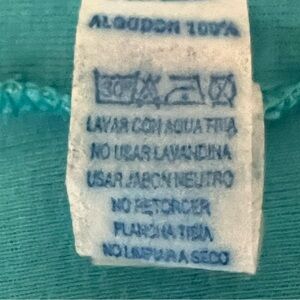 ALGODON 100%
30°
LAVAR CON AGUA TIBIA
NO USAR LAVANDINA
USAR JABON NEUTRO
NO RETORCER
PLANCHA TIBIA
NO LIMPIAR A SECO